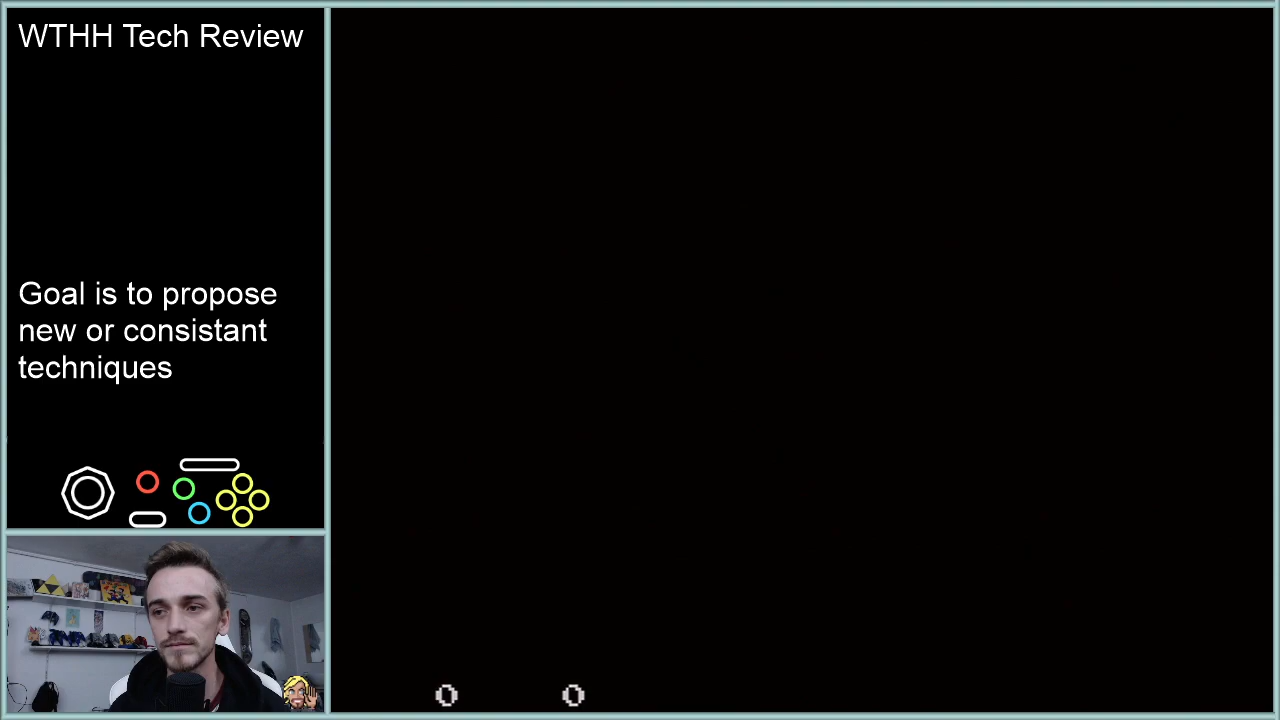 WTHH Tech Review
Goal is to propose
new or consistant
techniques
0 0